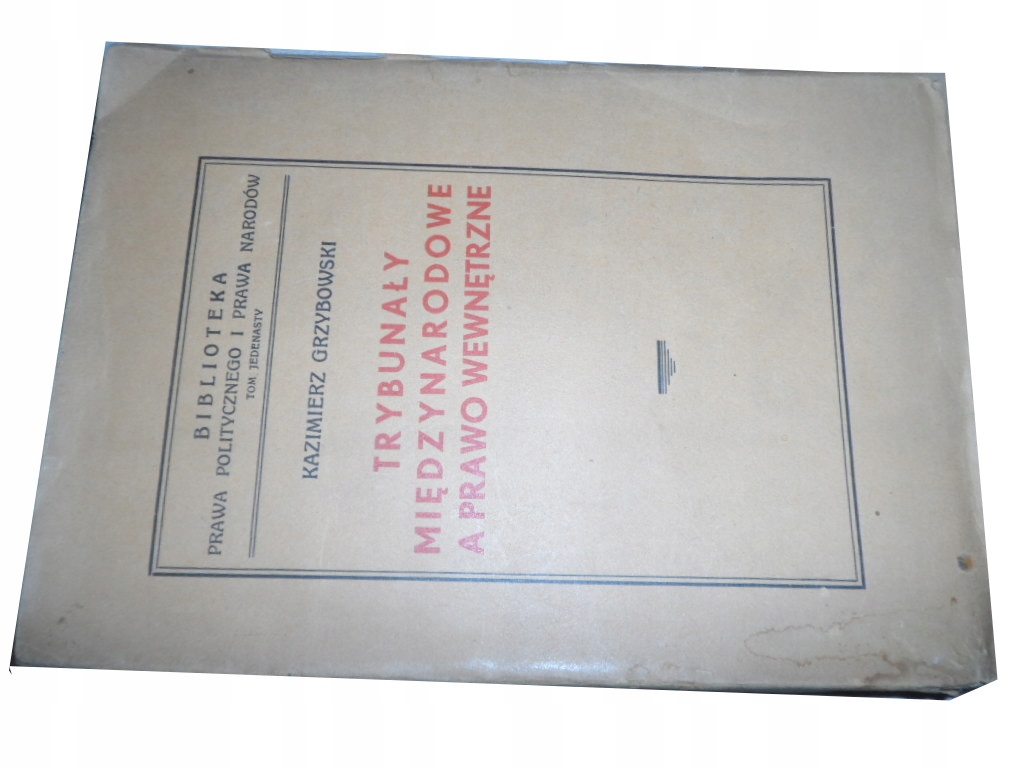 BIBLIOTEKA
PRAWA POLITYCZNEGO I PRAWA NARODÓW
TOM JEDENASTY
KAZIMIERZ GRZYBOWSKI
TRYBUNAŁY
MIĘDZYNARODOWE
A PRAWO WEWNĘTRZNE